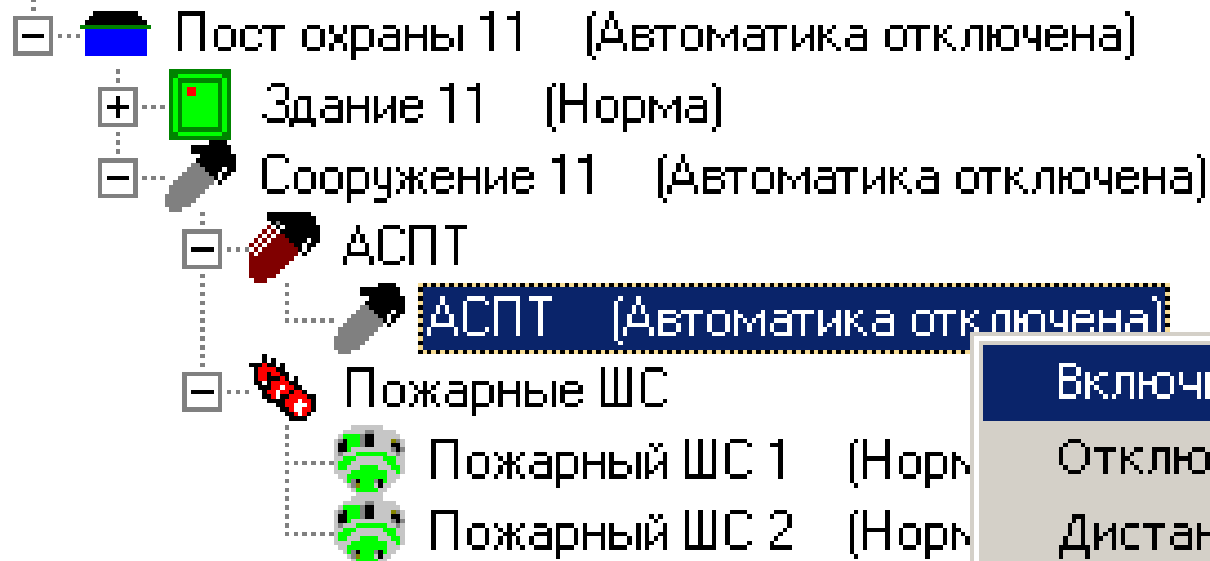 Пост охраны 11 (Автоматика отключена)
Здание 11 (Норма)
Сооружение 11 (Автоматика отключена)
АСПТ
АСПТ (Автоматика отключена)
Пожарные ШС
Пожарный ШС 1
Пожарный ШС 2